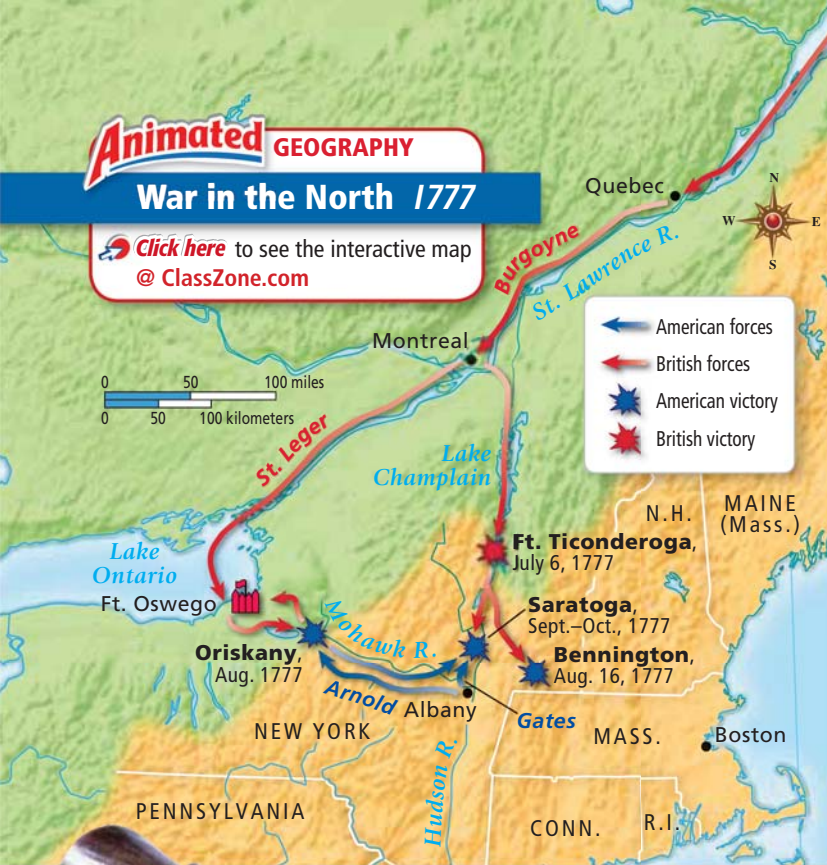 Animated GEOGRAPHY
War in the North 1777
Click here to see the interactive map
@ ClassZone.com
Quebec
N
W E
S
Burgoyne
St. Lawrence R.
Montreal
American forces
British forces
American victory
British victory
0 50 100 miles
0 50 100 kilometers
St. Leger
Lake
Champlain
N.H.
MAINE
(Mass.)
Lake
Ontario
Ft. Ticonderoga,
July 6, 1777
Ft. Oswego
Saratoga,
Sept.–Oct., 1777
Mohawk R.
Oriskany,
Aug. 1777
Bennington,
Aug. 16, 1777
Arnold
Albany
Gates
NEW YORK
MASS.
Boston
Hudson R.
PENNSYLVANIA
CONN.
R.I.